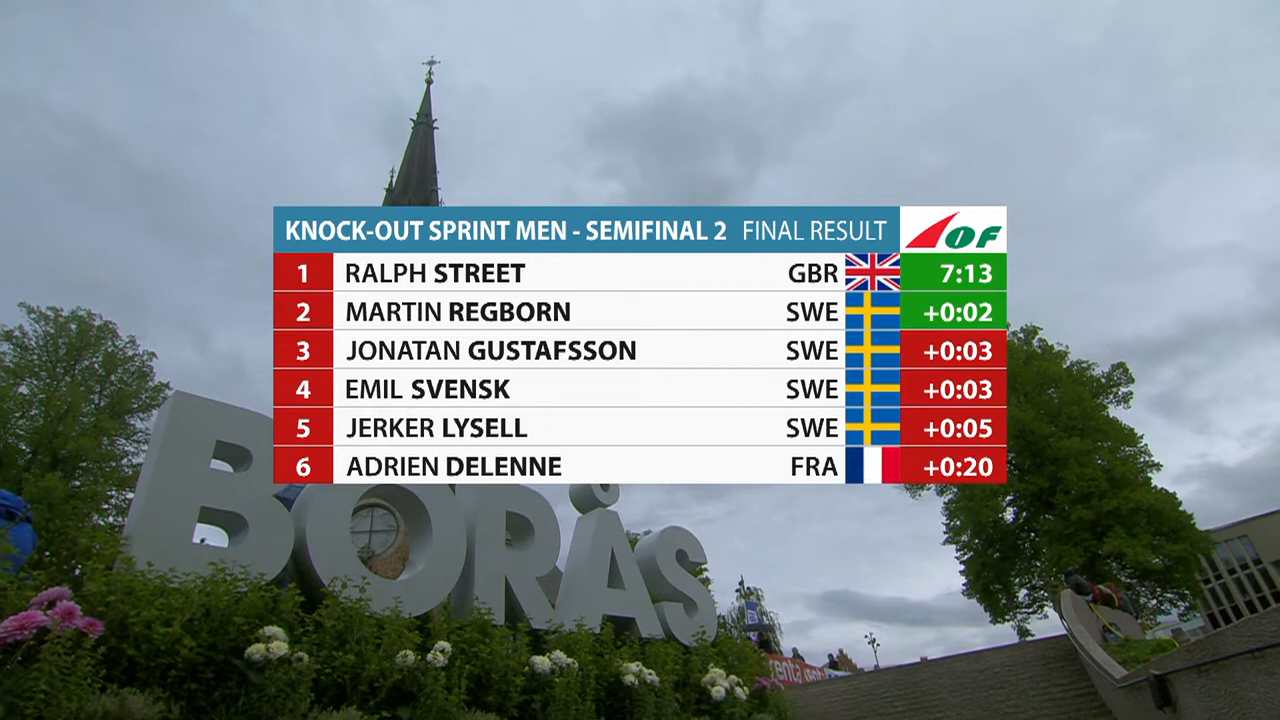 KNOCK-OUT SPRINT MEN - SEMIFINAL 2 FINAL RESULT IOF
1 RALPH STREET GBR 7:13
2 MARTIN REGBORN SWE +0:02
3 JONATAN GUSTAFSSON SWE +0:03
4 EMIL SVENSK SWE +0:03
5 JERKER LYSELL SWE +0:05
6 ADRIEN DELENNE FRA +0:20
BORÅS